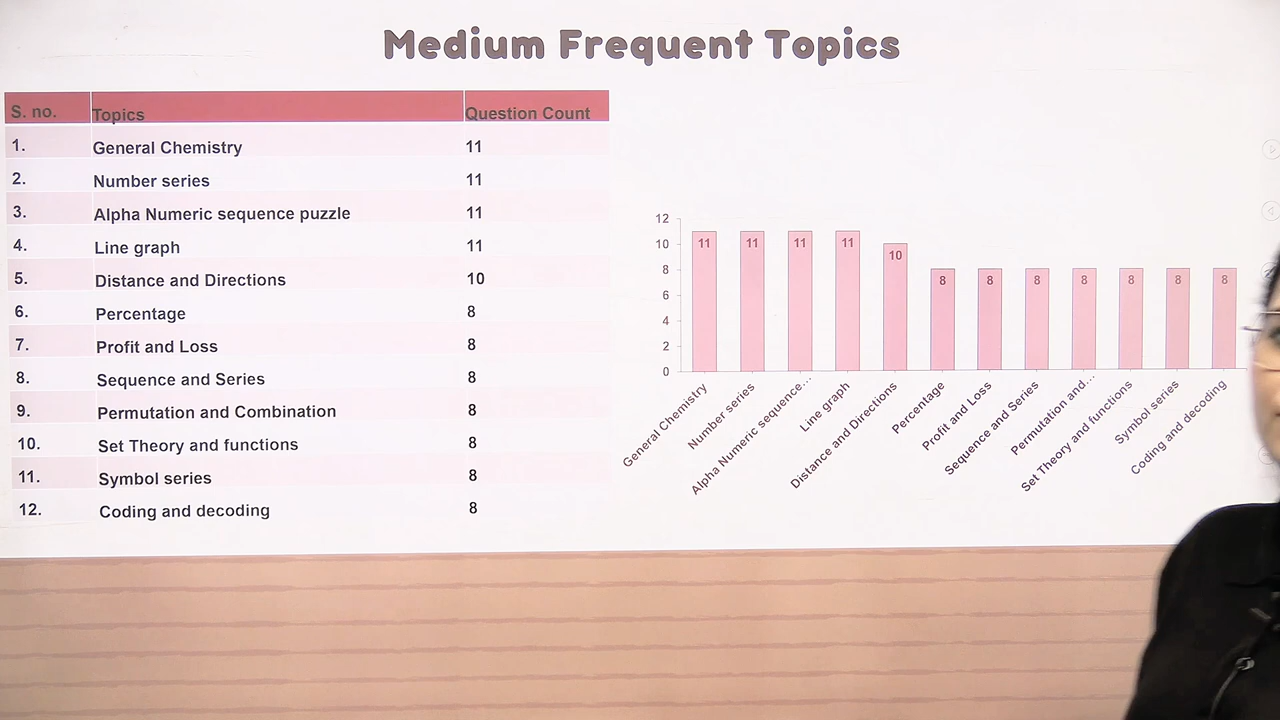 Medium Frequent Topics
S. no. Topics Question Count
1. General Chemistry 11
2. Number series 11
3. Alpha Numeric sequence puzzle 11
4. Line graph 11
5. Distance and Directions 10
6. Percentage 8
7. Profit and Loss 8
8. Sequence and Series 8
9. Permutation and Combination 8
10. Set Theory and functions 8
11. Symbol series 8
12. Coding and decoding 8
12
10
8
6
4
2
0
11 11 11 11 10 8 8 8 8 8 8 8
General Chemistry
Number series
Alpha Numeric sequence...
Line graph
Distance and Directions
Percentage
Profit and Loss
Sequence and Series
Permutation and...
Set Theory and functions
Symbol series
Coding and decoding